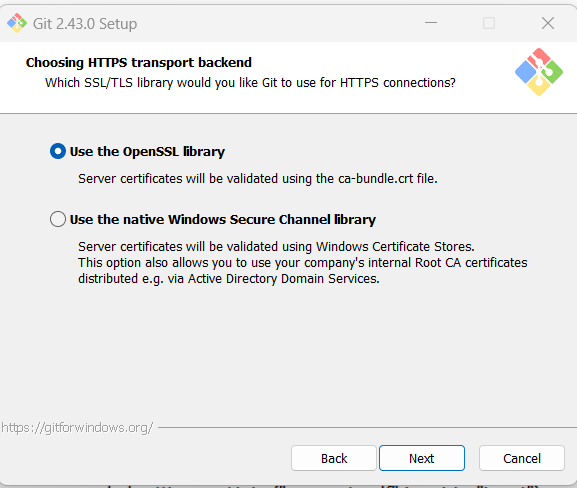 Git 2.43.0 Setup
Choosing HTTPS transport backend
Which SSL/TLS library would you like Git to use for HTTPS connections?
Use the OpenSSL library
Server certificates will be validated using the ca-bundle.crt file.
Use the native Windows Secure Channel library
Server certificates will be validated using Windows Certificate Stores.
This option also allows you to use your company's internal Root CA certificates
distributed e.g. via Active Directory Domain Services.
https://gitforwindows.org/
Back Next Cancel